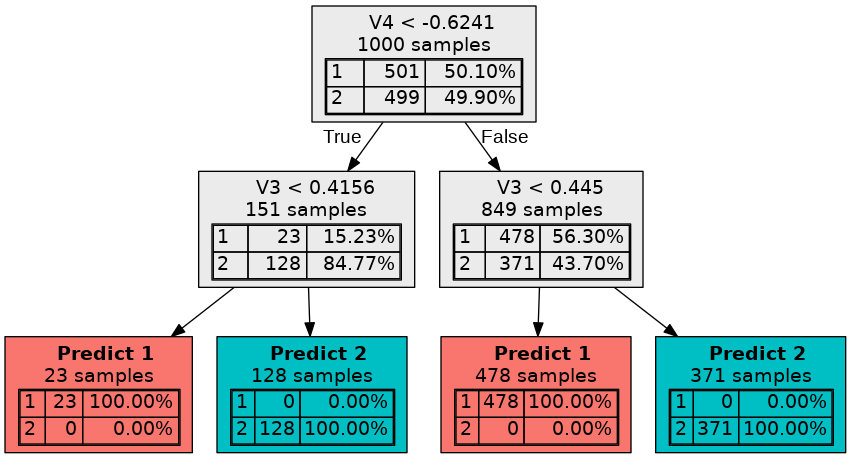 V4 < -0.6241
1000 samples
1 501 50.10%
2 499 49.90%
True False
V3 < 0.4156
151 samples
1 23 15.23%
2 128 84.77%
V3 < 0.445
849 samples
1 478 56.30%
2 371 43.70%
Predict 1
23 samples
1 23 100.00%
2 0 0.00%
Predict 2
128 samples
1 0 0.00%
2 128 100.00%
Predict 1
478 samples
1 478 100.00%
2 0 0.00%
Predict 2
371 samples
1 0 0.00%
2 371 100.00%